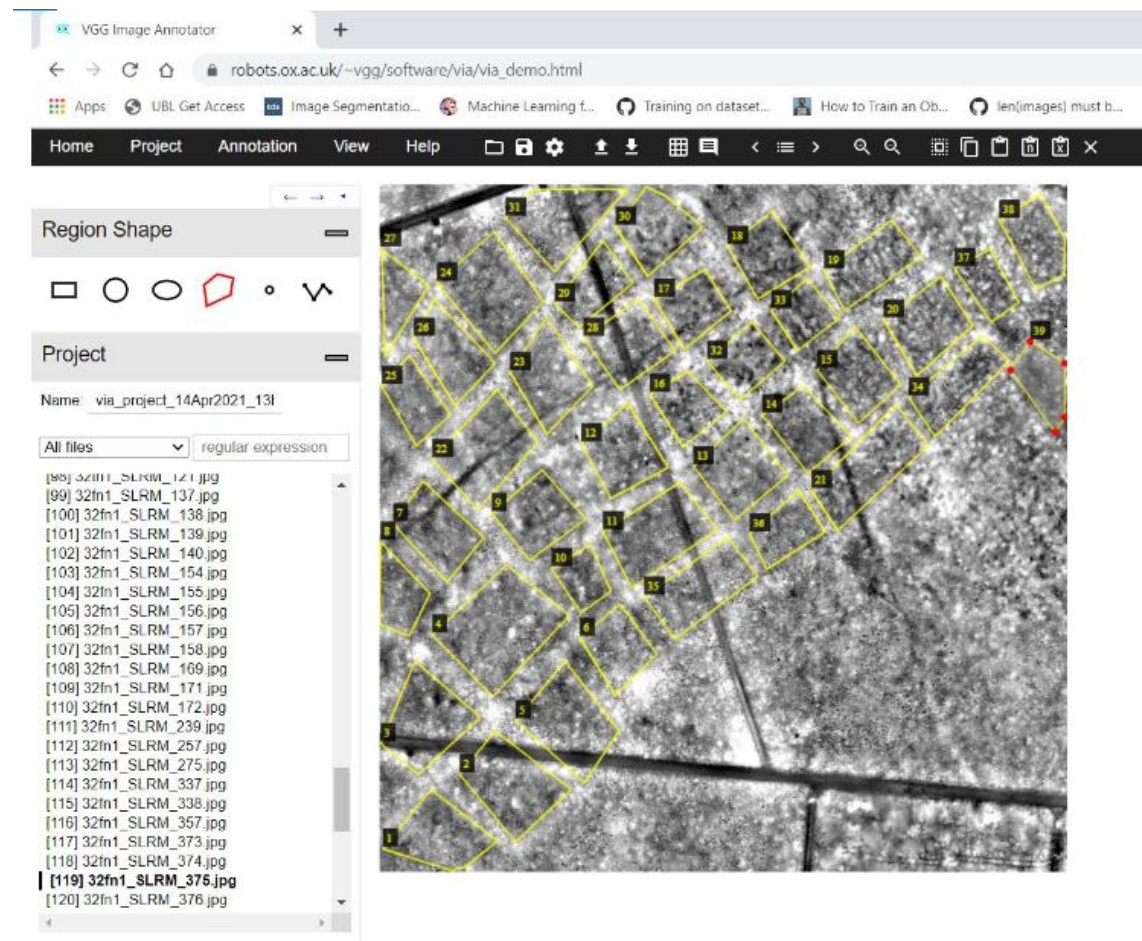 VGG Image Annotator
robots.ox.ac.uk/~vgg/software/via/via_demo.html
Apps UBL Get Access edx Image Segmentatio... Machine Learning f... Training on dataset... How to Train an Ob... len(images) must b...
Home Project Annotation View Help
Region Shape
Project
Name: via_project_14Apr2021_13
All files regular expression
[98] 32fn1_SLRM_121.jpg
[99] 32fn1_SLRM_137.jpg
[100] 32fn1_SLRM_138.jpg
[101] 32fn1_SLRM_139.jpg
[102] 32fn1_SLRM_140.jpg
[103] 32fn1_SLRM_154.jpg
[104] 32fn1_SLRM_155.jpg
[105] 32fn1_SLRM_156.jpg
[106] 32fn1_SLRM_157.jpg
[107] 32fn1_SLRM_158.jpg
[108] 32fn1_SLRM_169.jpg
[109] 32fn1_SLRM_171.jpg
[110] 32fn1_SLRM_172.jpg
[111] 32fn1_SLRM_239.jpg
[112] 32fn1_SLRM_257.jpg
[113] 32fn1_SLRM_275.jpg
[114] 32fn1_SLRM_337.jpg
[115] 32fn1_SLRM_338.jpg
[116] 32fn1_SLRM_357.jpg
[117] 32fn1_SLRM_373.jpg
[118] 32fn1_SLRM_374.jpg
[119] 32fn1_SLRM_375.jpg
[120] 32fn1_SLRM_376.jpg
31
30
38
27
18
24
19
37
29
17
33
20
26
28
39
23
32
15
25
16
34
14
12
22
13
21
9
7
11
36
8
10
35
4
6
5
3
2
1